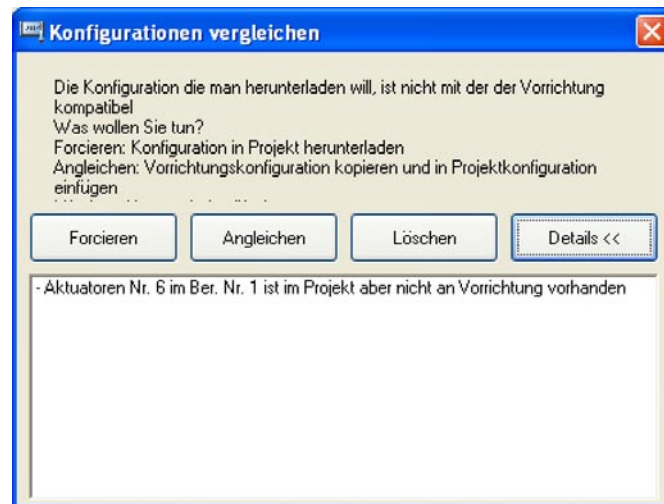 Konfigurationen vergleichen
Die Konfiguration die man herunterladen will, ist nicht mit der der Vorrichtung
kompatibel
Was wollen Sie tun?
Forcieren: Konfiguration in Projekt herunterladen
Angleichen: Vorrichtungskonfiguration kopieren und in Projektkonfiguration
einfügen
Forcieren
Angleichen
Löschen
Details <<
- Aktuatoren Nr. 6 im Ber. Nr. 1 ist im Projekt aber nicht an Vorrichtung vorhanden